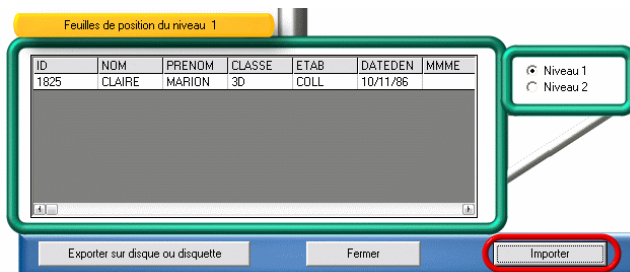 Feuilles de position du niveau 1
ID NOM PRENOM CLASSE ETAB DATEDEN MMME
1825 CLAIRE MARION 3D COLL 10/11/86
Niveau 1
Niveau 2
Exporter sur disque ou disquette Fermer Importer